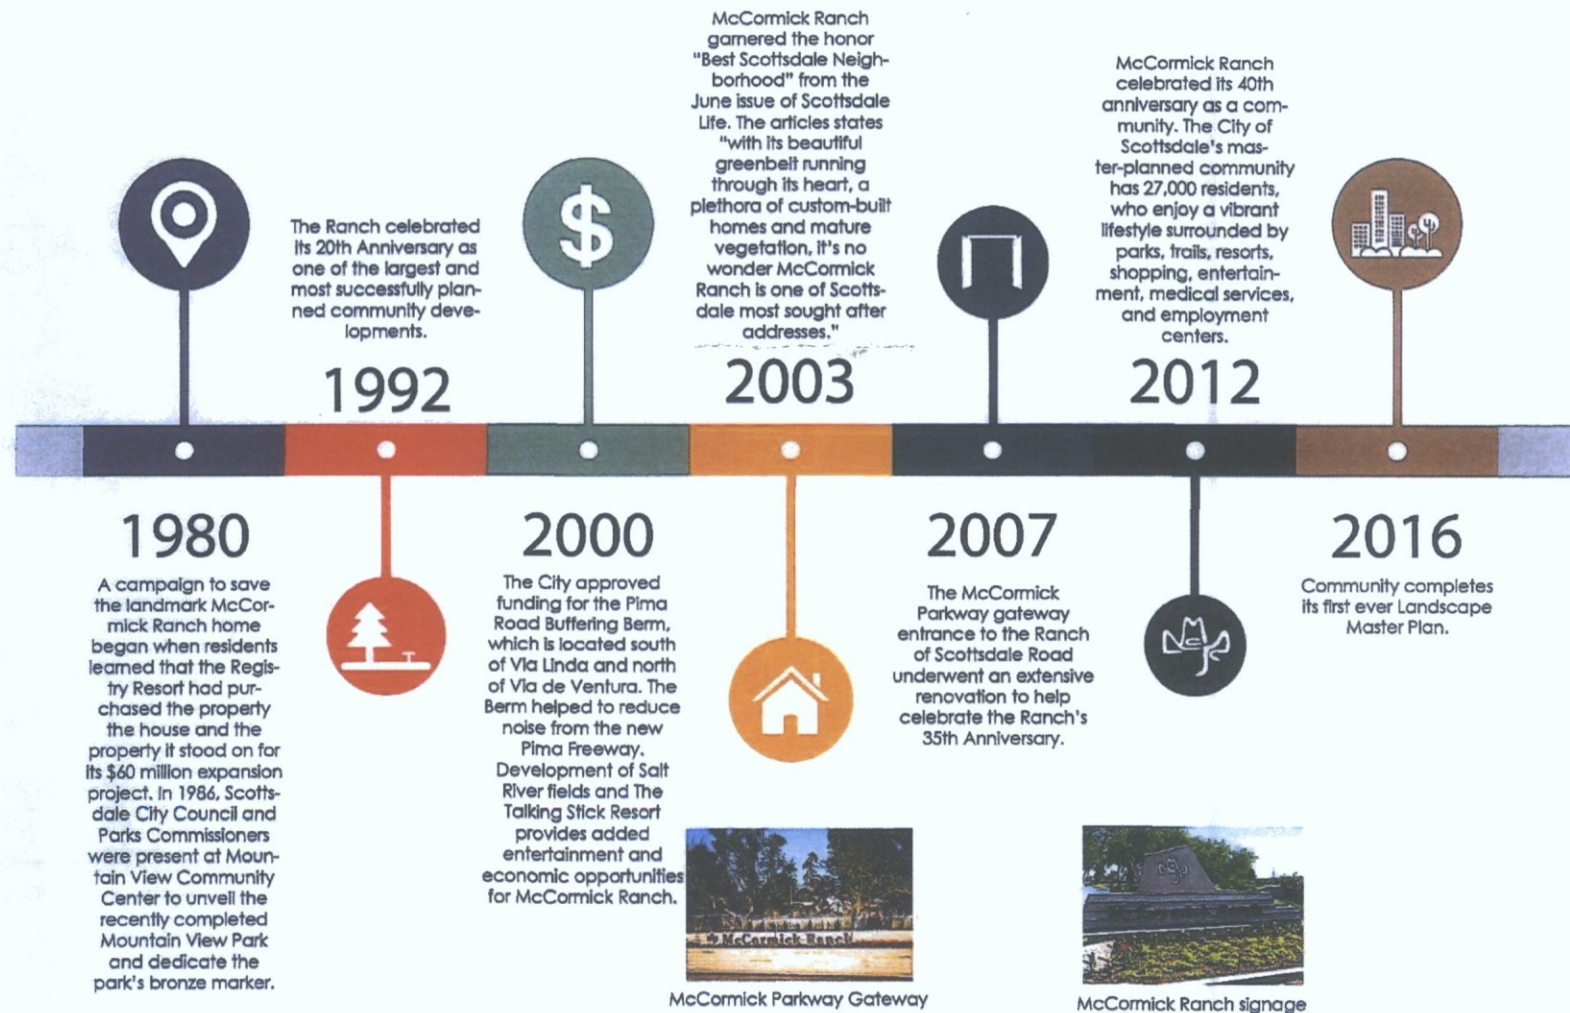 The Ranch celebrated
its 20th Anniversary as
one of the largest and
most successfully plan-
ned community deve-
lopments.
1992
McCormick Ranch
garnered the honor
"Best Scottsdale Neigh-
borhood" from the
June issue of Scottsdale
Life. The articles states
"with its beautiful
greenbelt running
through its heart, a
plethora of custom-built
homes and mature
vegetation, it's no
wonder McCormick
Ranch is one of Scotts-
dale most sought after
addresses."
2003
McCormick Ranch
celebrated its 40th
anniversary as a com-
munity. The City of
Scottsdale's mas-
ter-planned community
has 27,000 residents,
who enjoy a vibrant
lifestyle surrounded by
parks, trails, resorts,
shopping, entertain-
ment, medical services,
and employment
centers.
2012
$
1980
A campaign to save
the landmark McCor-
mick Ranch home
began when residents
learned that the Regis-
try Resort had pur-
chased the property
the house and the
property it stood on for
its $60 million expansion
project. In 1986, Scotts-
dale City Council and
Parks Commissioners
were present at Moun-
tain View Community
Center to unveil the
recently completed
Mountain View Park
and dedicate the
park's bronze marker.
2000
The City approved
funding for the Pima
Road Buffering Berm,
which is located south
of Via Linda and north
of Via de Ventura. The
Berm helped to reduce
noise from the new
Pima Freeway.
Development of Salt
River fields and The
Talking Stick Resort
provides added
entertainment and
economic opportunities
for McCormick Ranch.
2007
The McCormick
Parkway gateway
entrance to the Ranch
of Scottsdale Road
underwent an extensive
renovation to help
celebrate the Ranch's
35th Anniversary.
2016
Community completes
its first ever Landscape
Master Plan.
McCormick Ranch
McCormick Parkway Gateway
McCormick Ranch signage